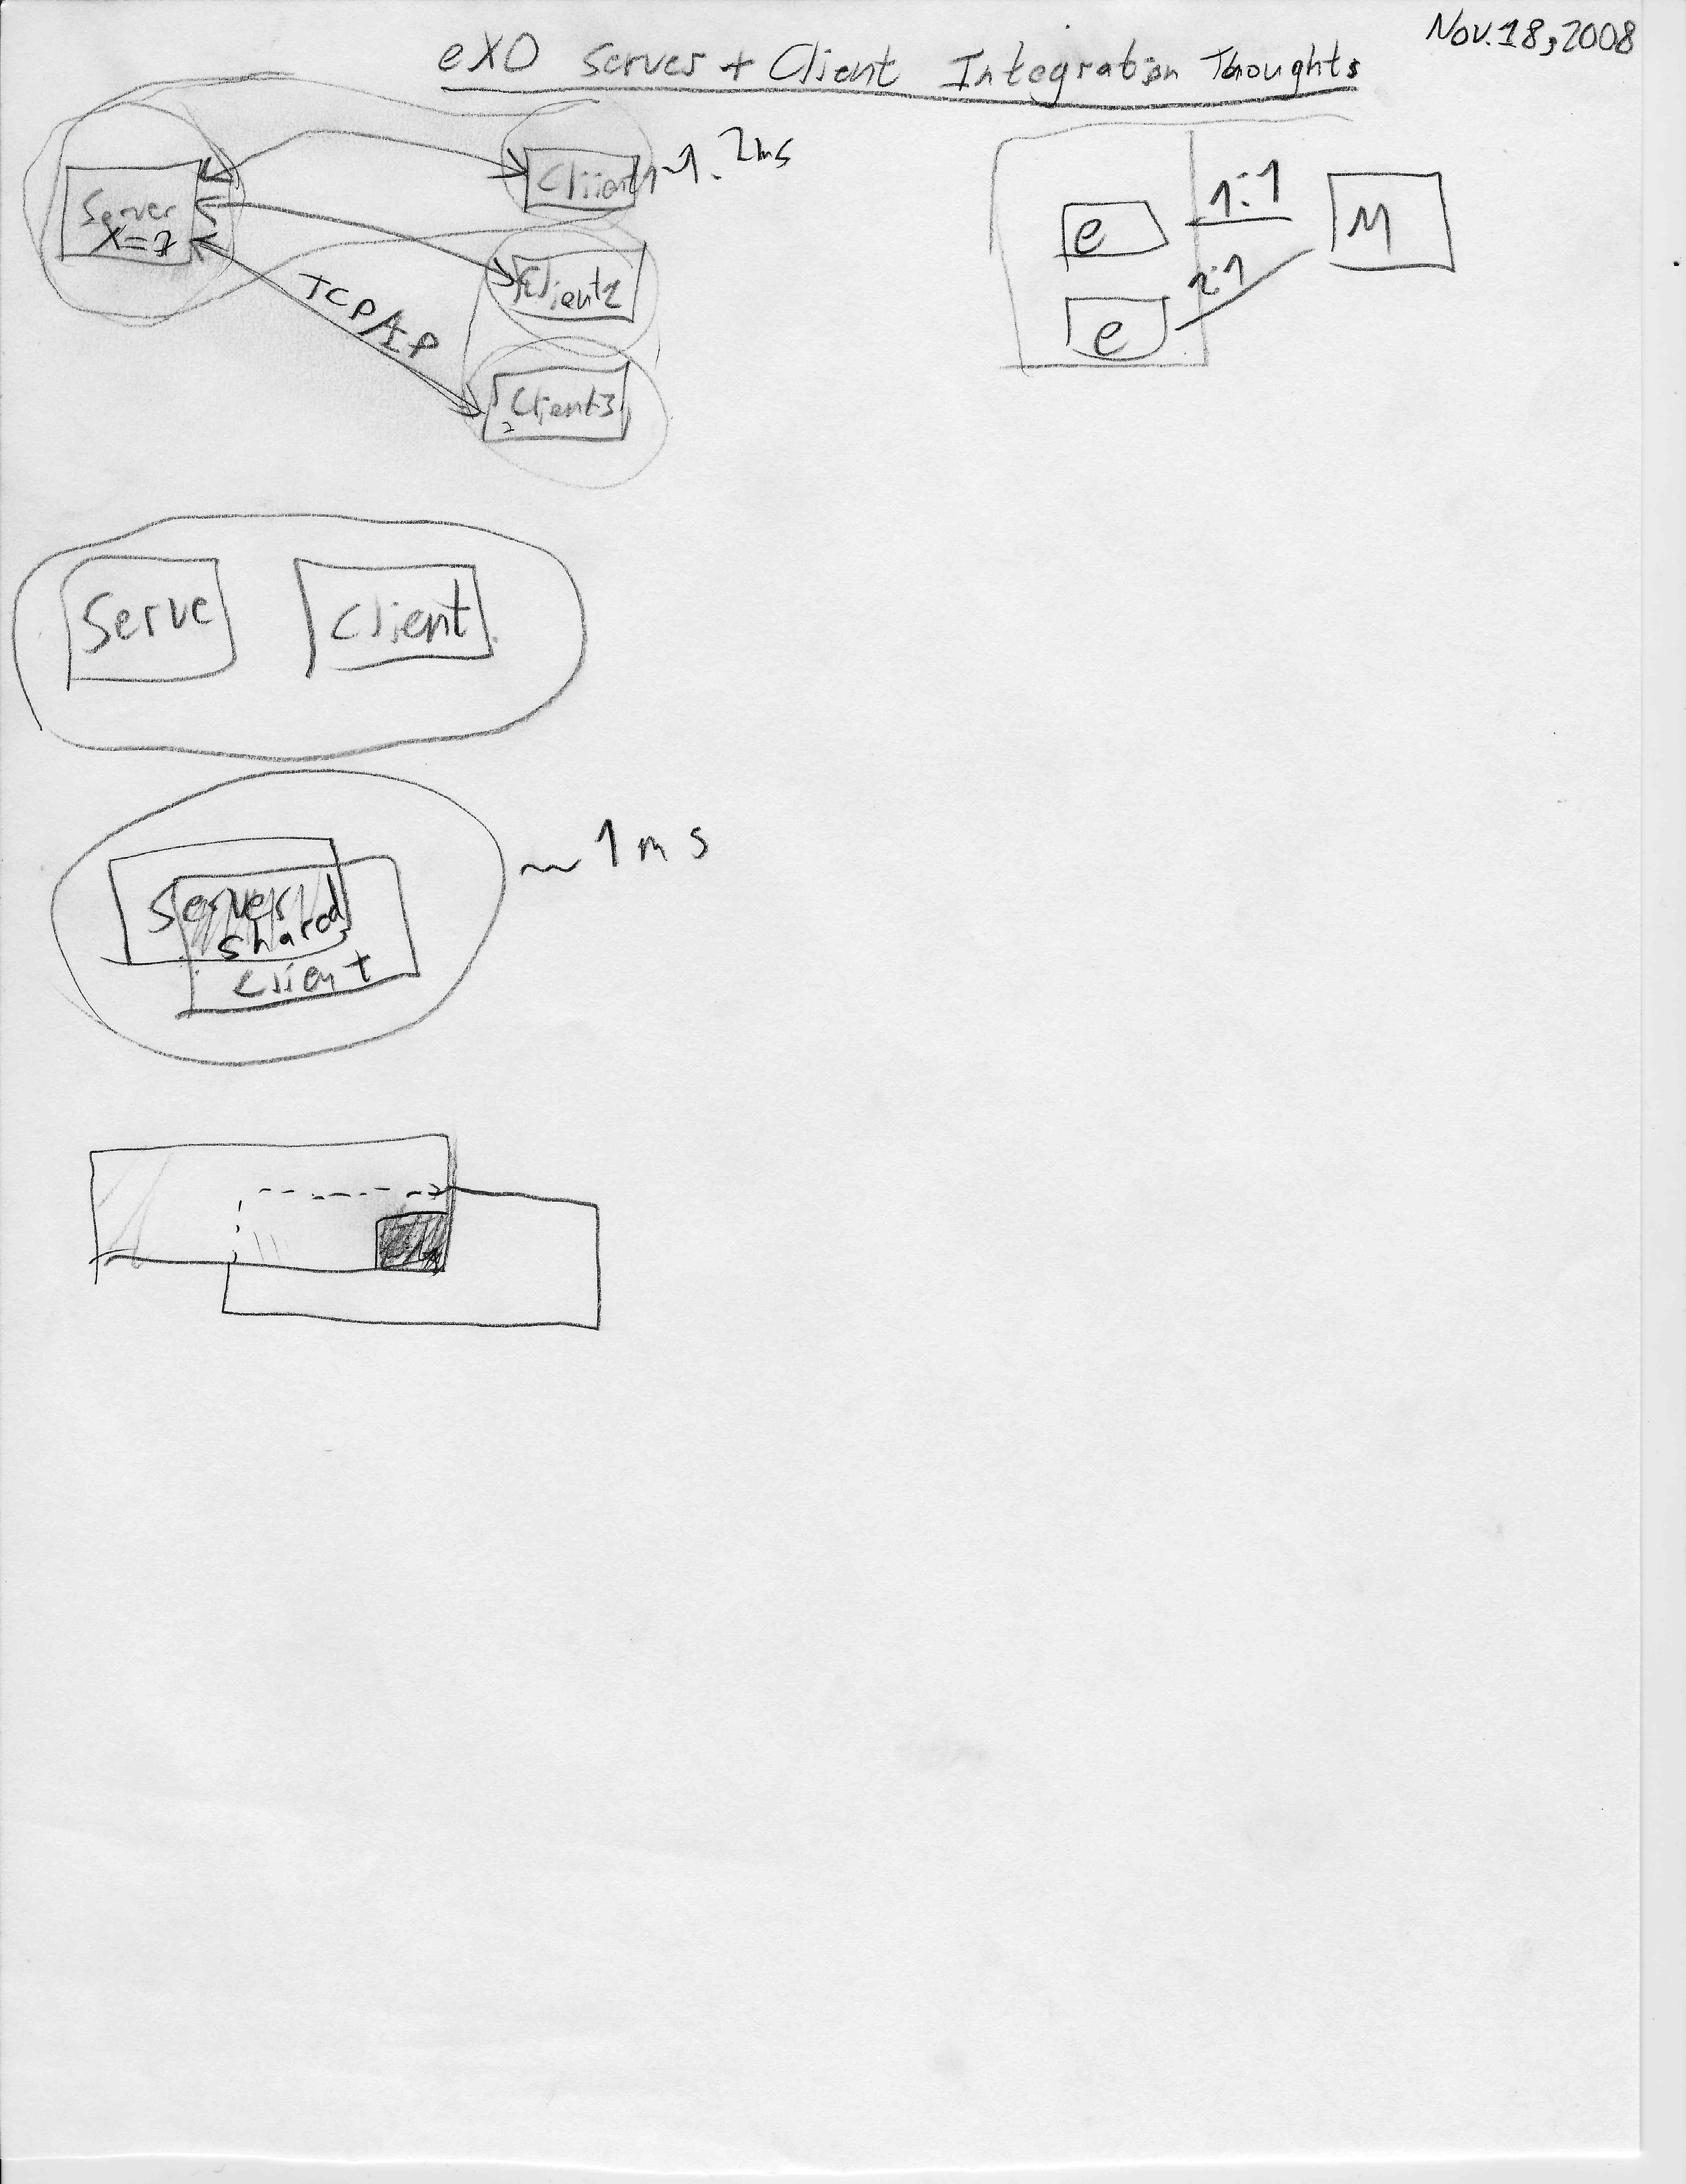 Nov. 18, 2008
eXO Server + Client Integration Thoughts
Server
X=7
Client1 ~1.2ms
Client2
Client3
TCP/IP
e 1:1 M
e 1:1
Serve Client
Server
shared
client
~1ms